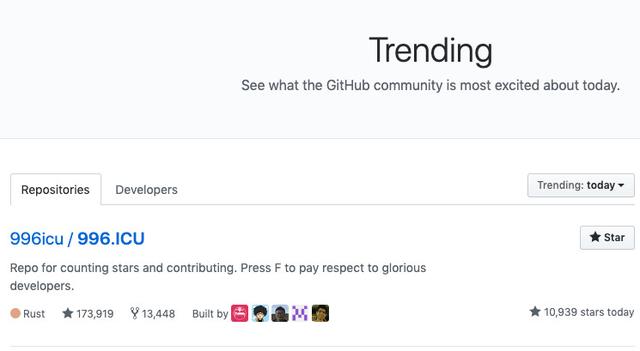 Trending
See what the GitHub community is most excited about today.
Repositories Developers Trending: today
996icu / 996.ICU Star
Repo for counting stars and contributing. Press F to pay respect to glorious
developers.
Rust 173,919 13,448 Built by 10,939 stars today